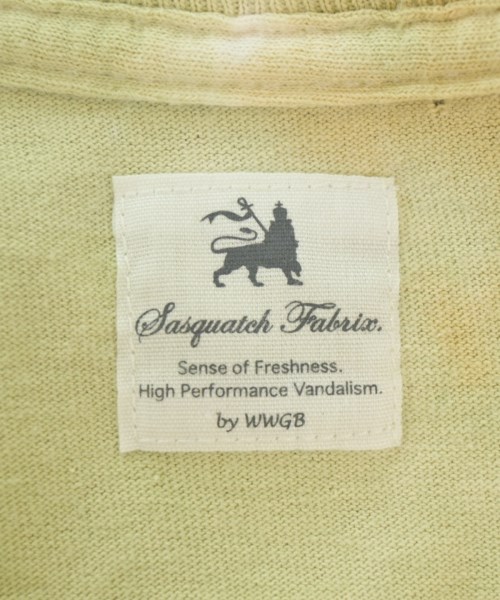 Sasquatch Fabrix.
Sense of Freshness.
High Performance Vandalism.
by WWGB